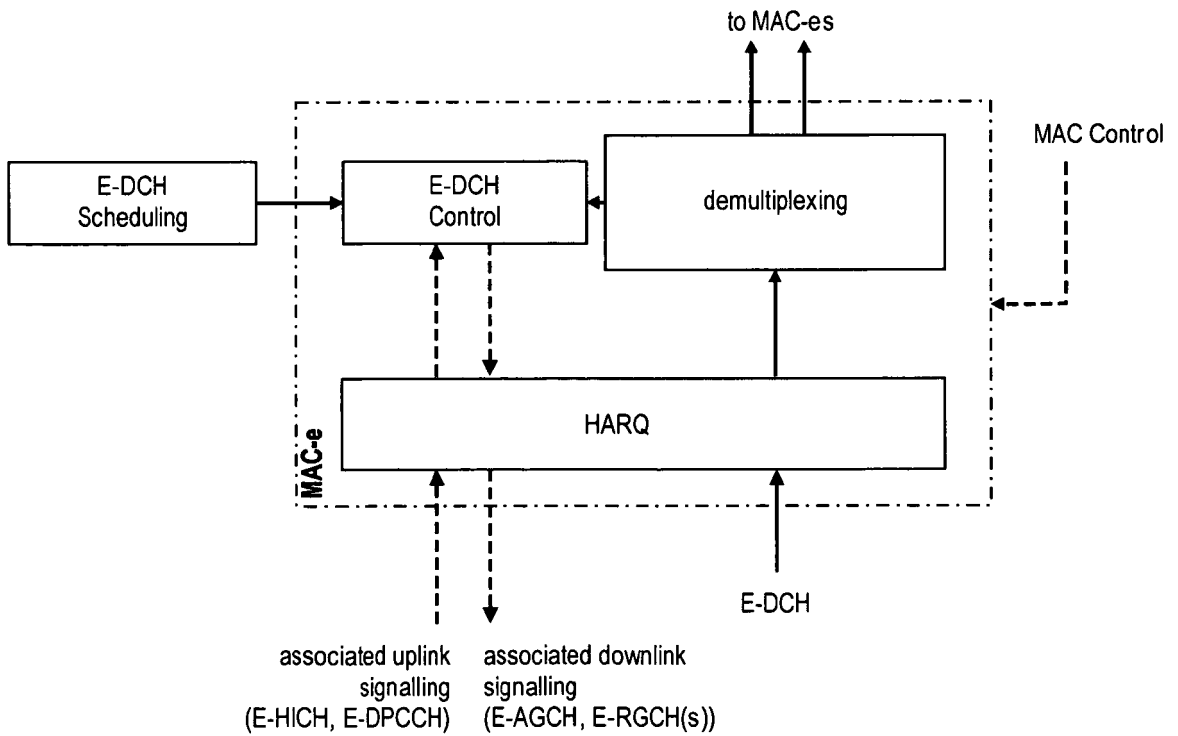 to MAC-es
MAC Control
E-DCH
Scheduling
E-DCH
Control
demultiplexing
HARQ
MAC-e
E-DCH
associated uplink
signalling
(E-HICH, E-DPCCH)
associated downlink
signalling
(E-AGCH, E-RGCH(s))